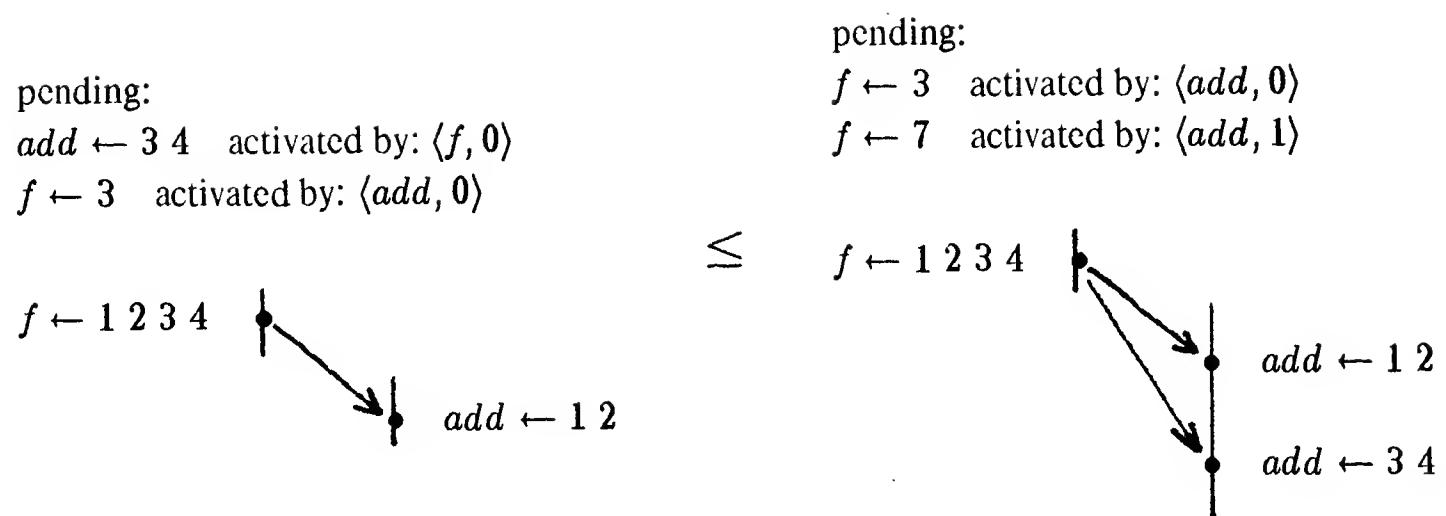 pending:
add ← 3 4 activated by: ⟨f, 0⟩
f ← 3 activated by: ⟨add, 0⟩
f ← 1 2 3 4
add ← 1 2
≤
pending:
f ← 3 activated by: ⟨add, 0⟩
f ← 7 activated by: ⟨add, 1⟩
f ← 1 2 3 4
add ← 1 2
add ← 3 4